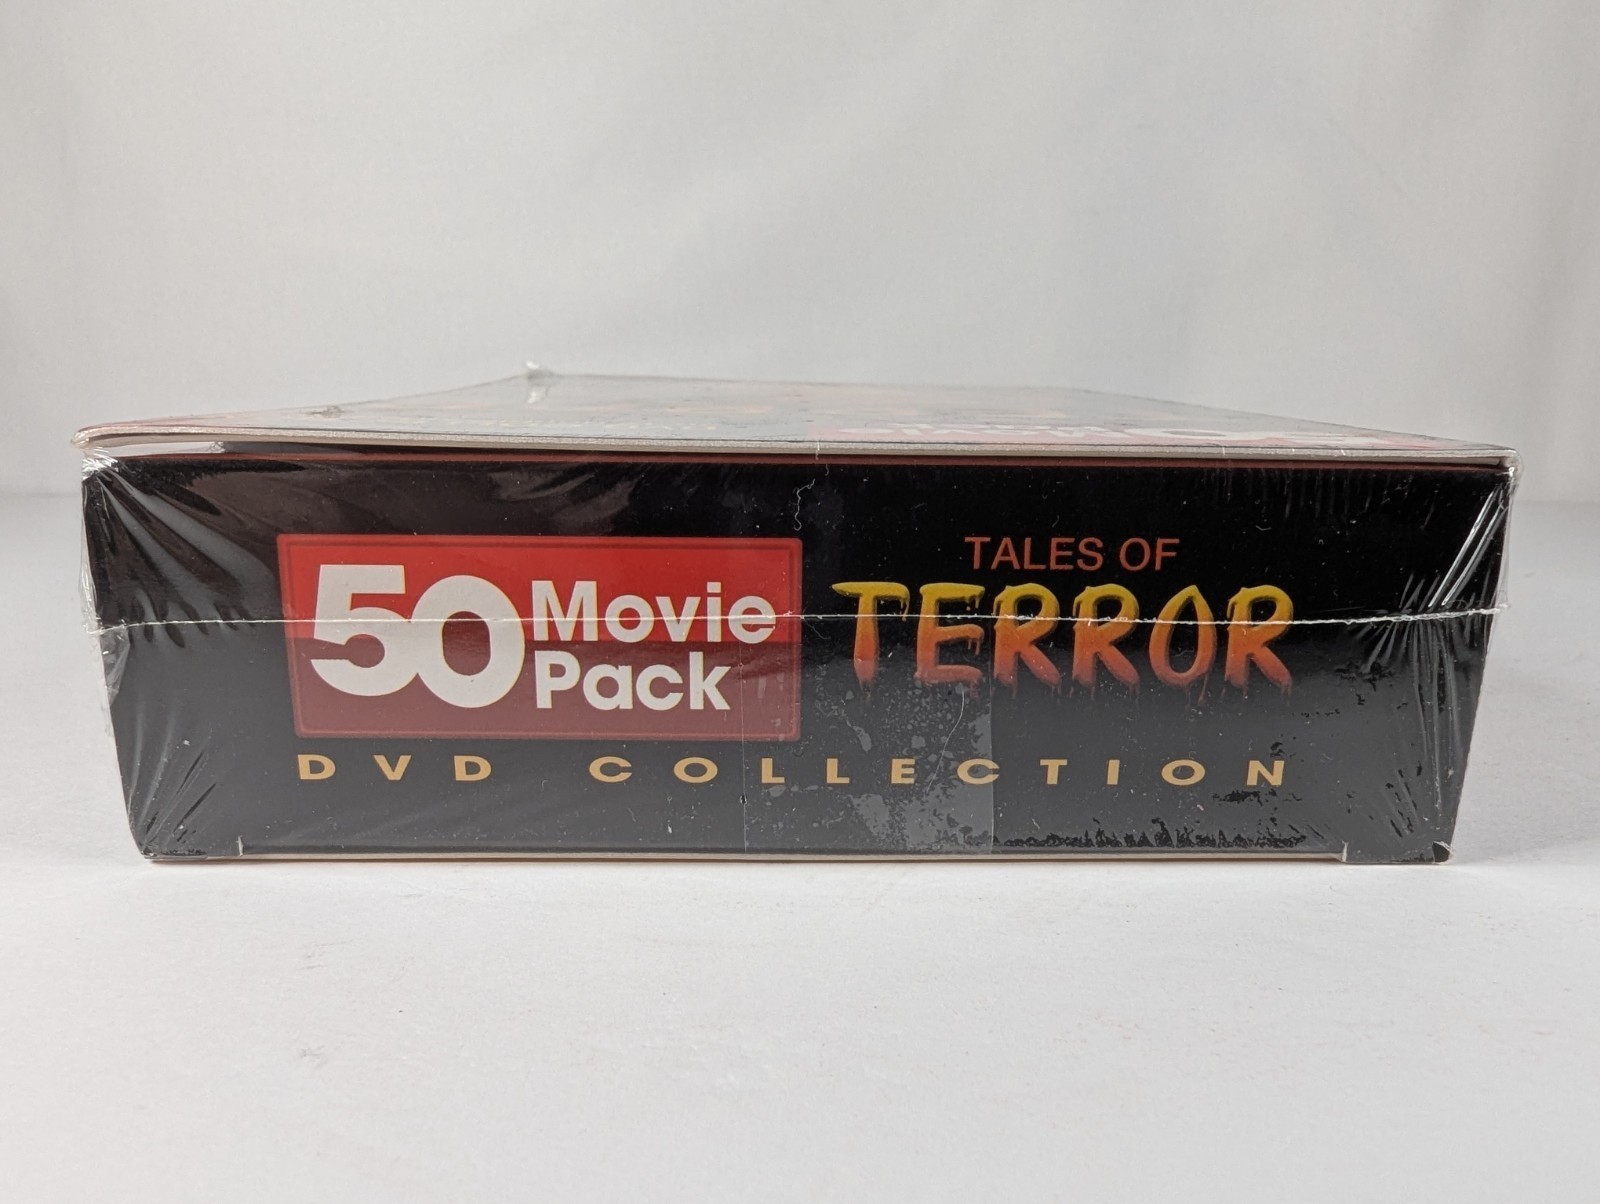 50 Movie Pack
TALES OF
TERROR
DVD COLLECTION